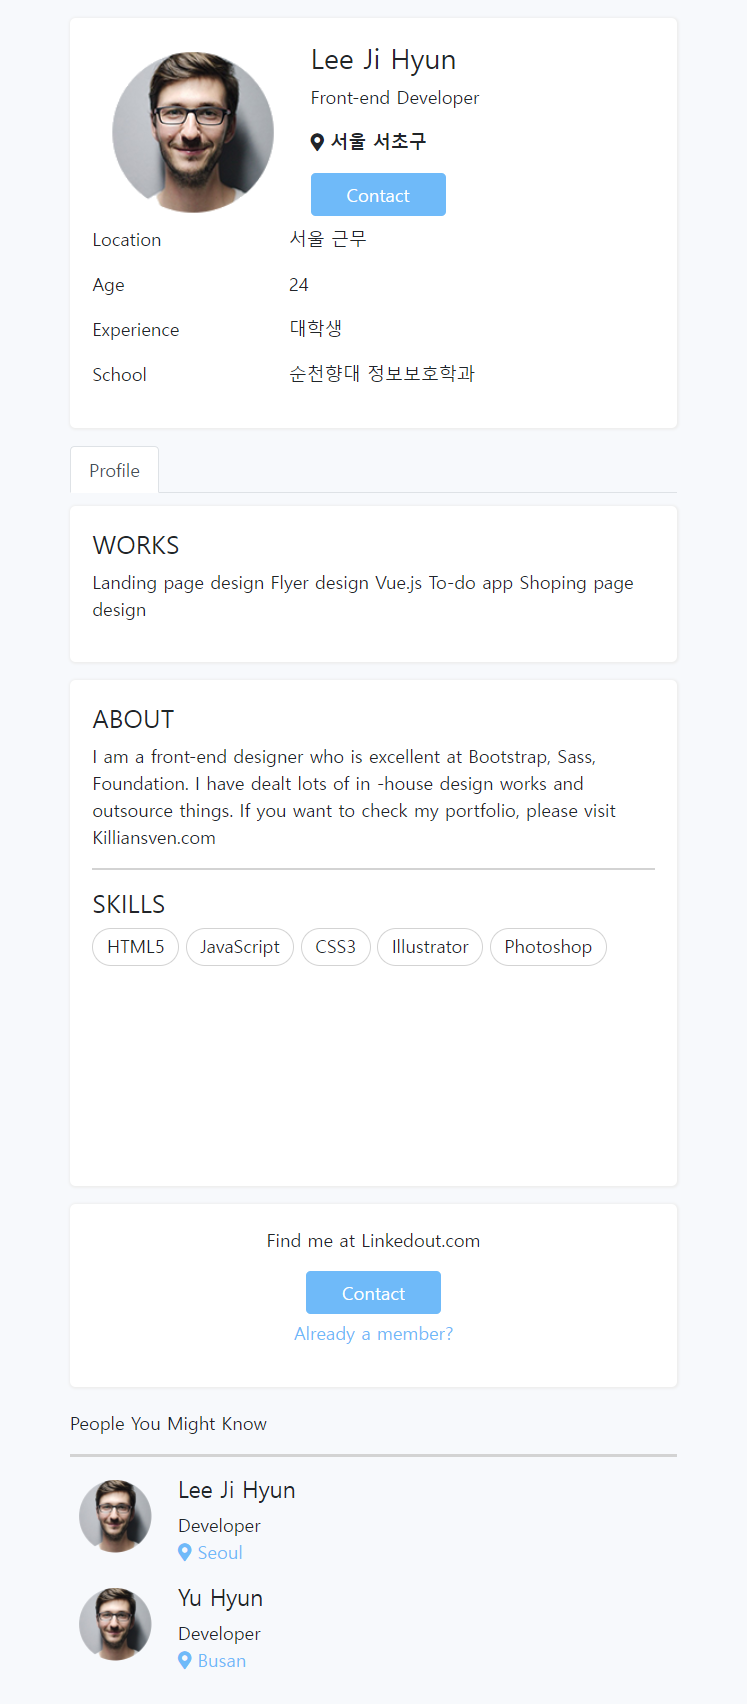 Lee Ji Hyun
Front-end Developer
서울 서초구
Contact
Location 서울 근무
Age 24
Experience 대학생
School 순천향대 정보보호학과
Profile
WORKS
Landing page design Flyer design Vue.js To-do app Shoping page
design
ABOUT
I am a front-end designer who is excellent at Bootstrap, Sass,
Foundation. I have dealt lots of in -house design works and
outsource things. If you want to check my portfolio, please visit
Killiansven.com
SKILLS
HTML5 JavaScript CSS3 Illustrator Photoshop
Find me at Linkedout.com
Contact
Already a member?
People You Might Know
Lee Ji Hyun
Developer
Seoul
Yu Hyun
Developer
Busan